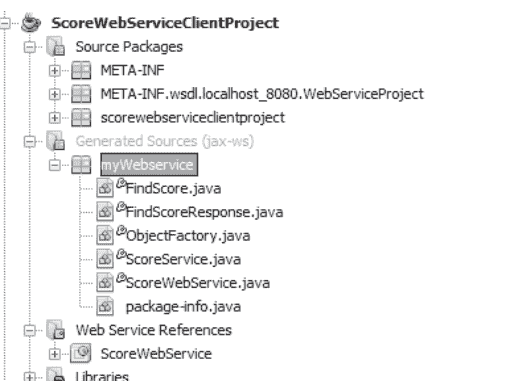 ScoreWebServiceClientProject
Source Packages
META-INF
META-INF.wsdl.localhost_8080.WebServiceProject
scorewebserviceclientproject
Generated Sources (jax-ws)
myWebservice
FindScore.java
FindScoreResponse.java
ObjectFactory.java
ScoreService.java
ScoreWebService.java
package-info.java
Web Service References
ScoreWebService
Libraries